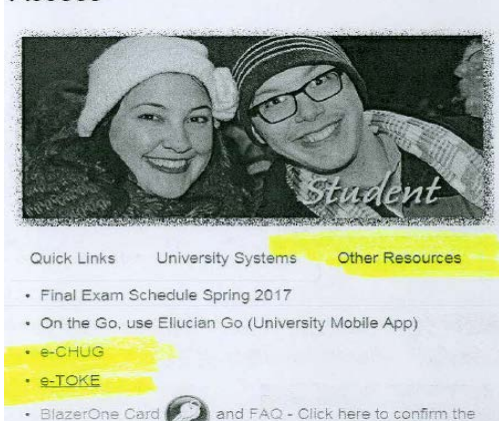 Student
Quick Links University Systems Other Resources
• Final Exam Schedule Spring 2017
• On the Go, use Ellucian Go (University Mobile App)
• e-CHUG
• e-TOKE
• BlazerOne Card and FAQ - Click here to confirm the